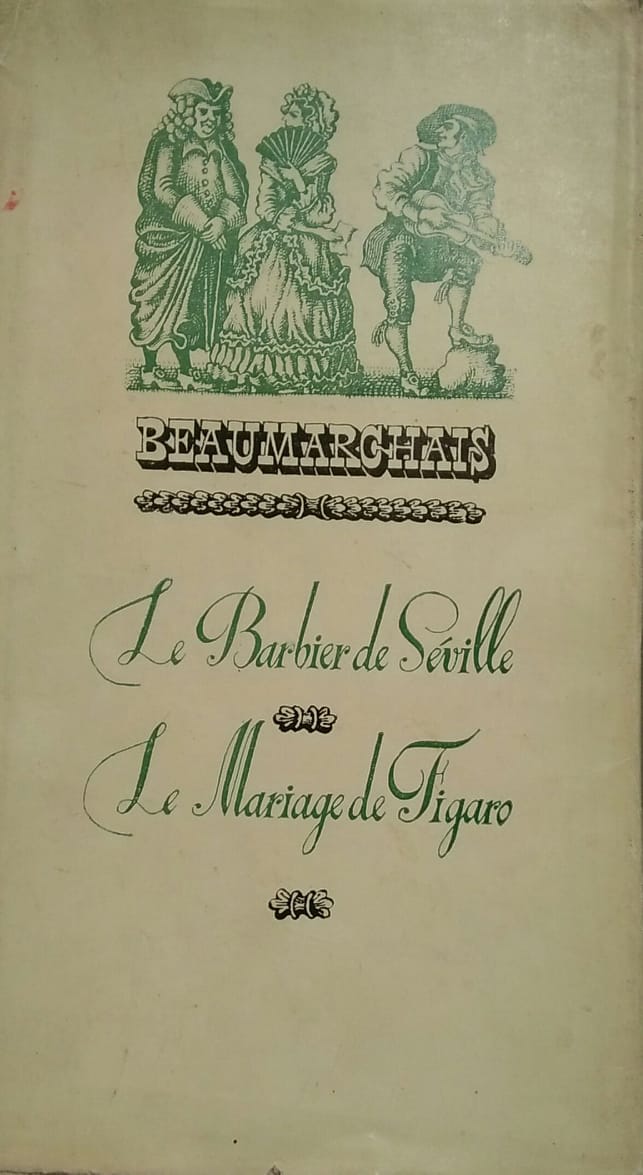 BEAUMARCHAIS
Le Barbier de Séville
Le Mariage de Figaro